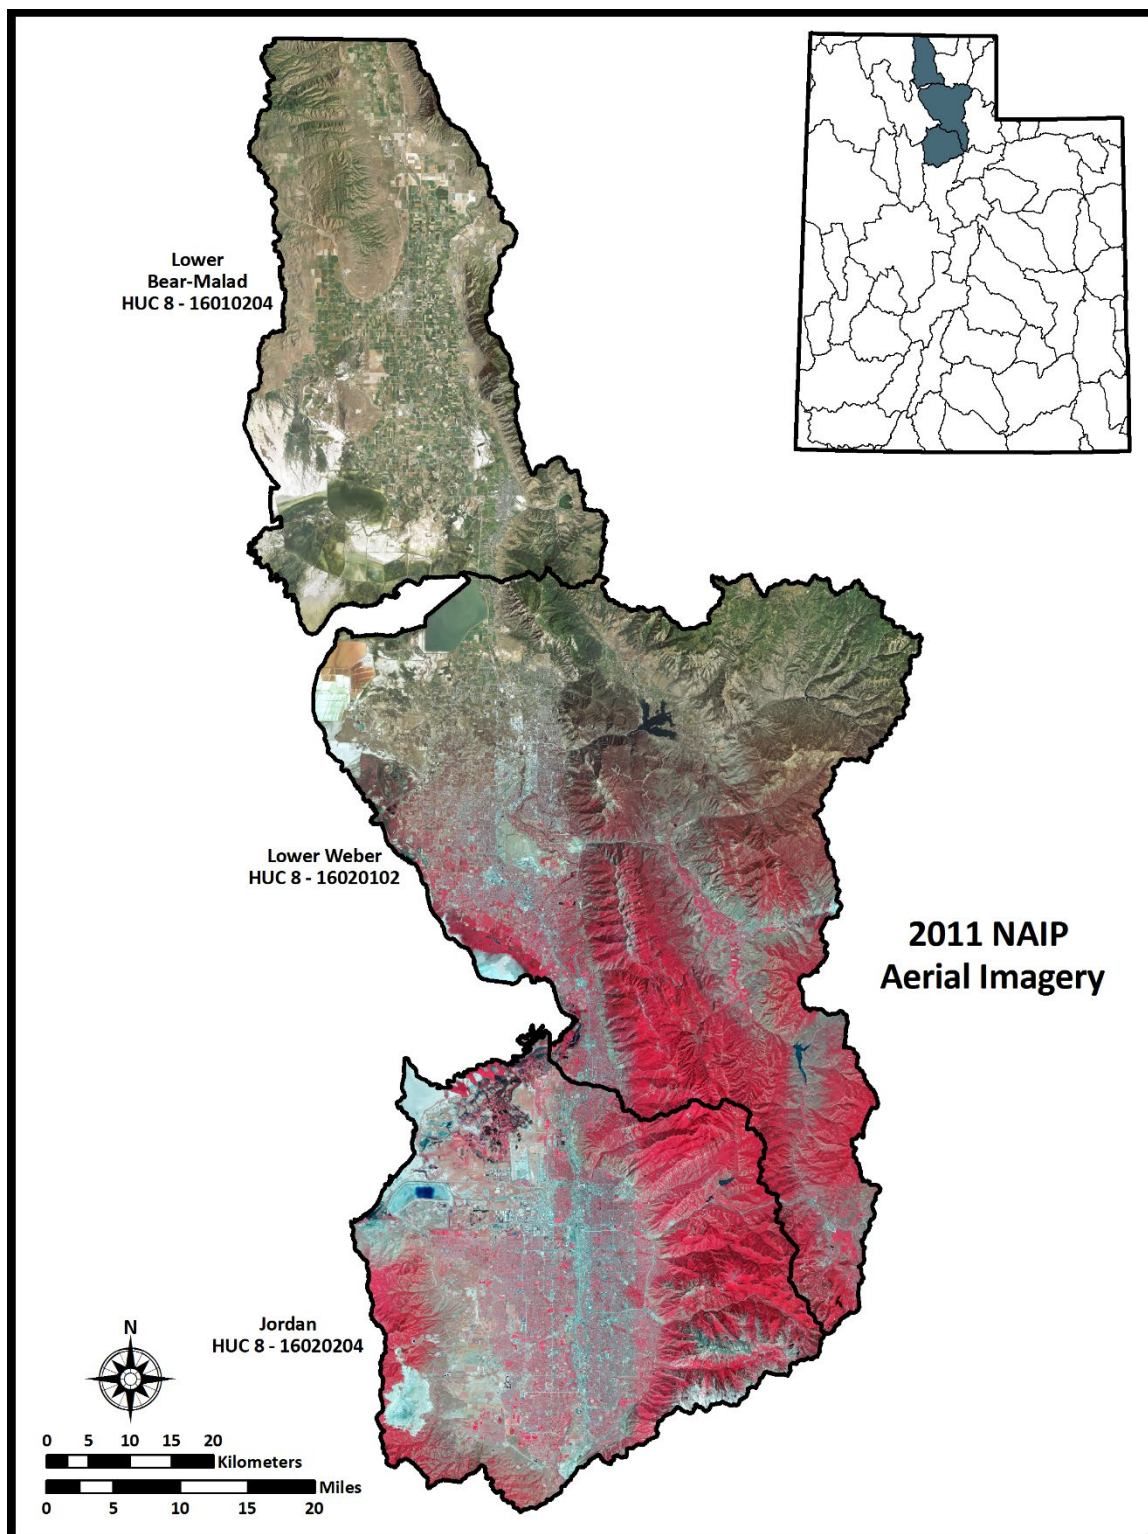 Lower
Bear-Malad
HUC 8 - 16010204
Lower Weber
HUC 8 - 16020102
2011 NAIP
Aerial Imagery
Jordan
HUC 8 - 16020204
N
0 5 10 15 20
Kilometers
Miles
0 5 10 15 20